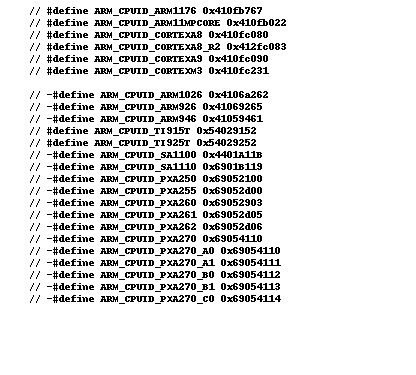 // #define ARM_CPUID_ARM1176 0x410fb767
// #define ARM_CPUID_ARM11MPCORE 0x410fb022
// #define ARM_CPUID_CORTEXA8 0x410fc080
// #define ARM_CPUID_CORTEXA8_R2 0x412fc083
// #define ARM_CPUID_CORTEXA9 0x410fc090
// #define ARM_CPUID_CORTEXM3 0x410fc231
// -#define ARM_CPUID_ARM1026 0x4106a262
// -#define ARM_CPUID_ARM926 0x41069265
// -#define ARM_CPUID_ARM946 0x41059461
// #define ARM_CPUID_TI915T 0x54029152
// #define ARM_CPUID_TI925T 0x54029252
// -#define ARM_CPUID_SA1100 0x4401A11B
// -#define ARM_CPUID_SA1110 0x6901B119
// -#define ARM_CPUID_PXA250 0x69052100
// -#define ARM_CPUID_PXA255 0x69052d00
// -#define ARM_CPUID_PXA260 0x69052903
// -#define ARM_CPUID_PXA261 0x69052d05
// -#define ARM_CPUID_PXA262 0x69052d06
// -#define ARM_CPUID_PXA270 0x69054110
// -#define ARM_CPUID_PXA270_A0 0x69054110
// -#define ARM_CPUID_PXA270_A1 0x69054111
// -#define ARM_CPUID_PXA270_B0 0x69054112
// -#define ARM_CPUID_PXA270_B1 0x69054113
// -#define ARM_CPUID_PXA270_C0 0x69054114